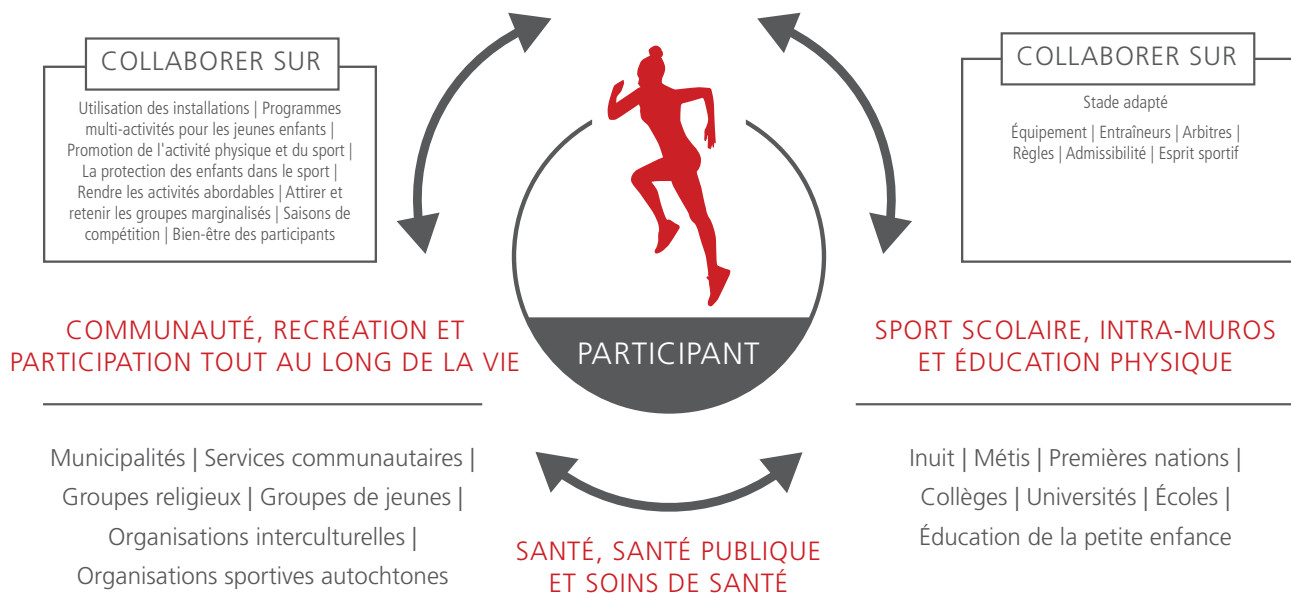 COLLABORER SUR
Utilisation des installations | Programmes
multi-activités pour les jeunes enfants |
Promotion de l'activité physique et du sport |
La protection des enfants dans le sport |
Rendre les activités abordables | Attirer et
retenir les groupes marginalisés | Saisons de
compétition | Bien-être des participants
COMMUNAUTÉ, RECRÉATION ET
PARTICIPATION TOUT AU LONG DE LA VIE
Municipalités | Services communautaires |
Groupes religieux | Groupes de jeunes |
Organisations interculturelles |
Organisations sportives autochtones
PARTICIPANT
SANTÉ, SANTÉ PUBLIQUE
ET SOINS DE SANTÉ
COLLABORER SUR
Stade adapté
Équipement | Entraîneurs | Arbitres |
Règles | Admissibilité | Esprit sportif
SPORT SCOLAIRE, INTRA-MUROS
ET ÉDUCATION PHYSIQUE
Inuit | Métis | Premières nations |
Collèges | Universités | Écoles |
Éducation de la petite enfance